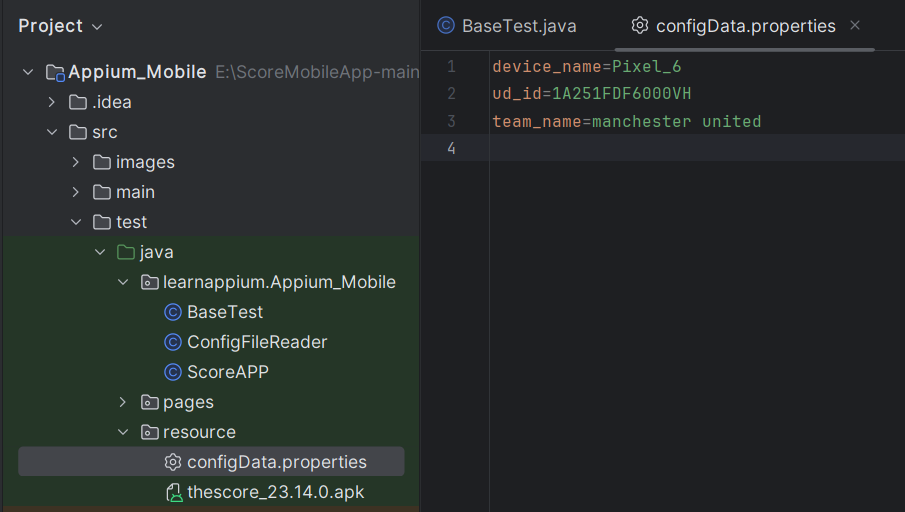 Project
BaseTest.java
configData.properties
Appium_Mobile E:\ScoreMobileApp-main
.idea
src
images
main
test
java
learnappium.Appium_Mobile
BaseTest
ConfigFileReader
ScoreAPP
pages
resource
configData.properties
thescore_23.14.0.apk
1 device_name=Pixel_6
2 ud_id=1A251FDF6000VH
3 team_name=manchester united
4